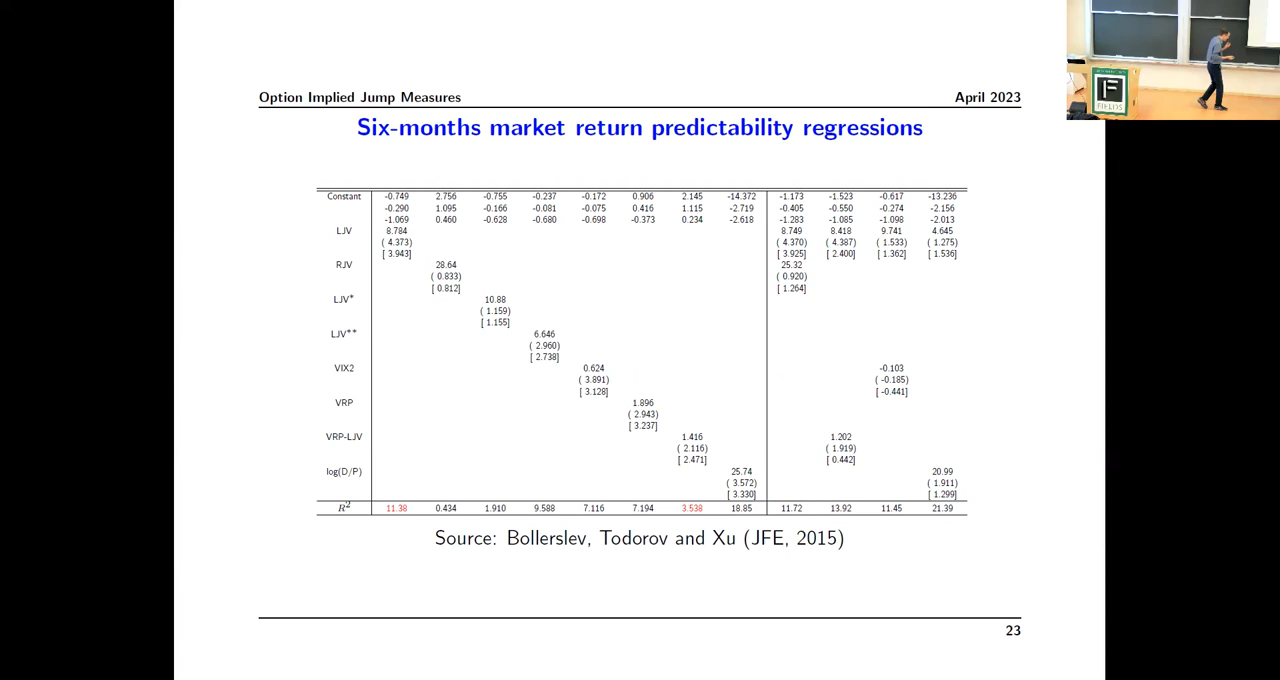 Option Implied Jump Measures April 2023
Six-months market return predictability regressions
Constant -0.749 2.756 -0.755 -0.237 -0.172 0.906 2.145 -14.372 -1.173 -1.523 -0.617 -13.236
-0.290 1.095 -0.166 -0.081 -0.075 0.416 1.115 -2.719 -0.405 -0.550 -0.274 -2.156
-1.069 0.460 -0.628 -0.680 -0.698 -0.373 0.234 -2.618 -1.283 -1.085 -1.098 -2.013
LJV 8.784 8.749 8.418 9.741 4.645
( 4.373) ( 4.370) ( 4.387) ( 1.533) ( 1.275)
[ 3.943] [ 3.925] [ 2.400] [ 1.362] [ 1.536]
RJV 28.64 25.32
( 0.833) ( 0.920)
[ 0.812] [ 1.264]
LJV* 10.88
( 1.159)
[ 1.155]
LJV** 6.646
( 2.960)
[ 2.738]
VIX2 0.624 -0.103
( 3.891) ( -0.185)
[ 3.128] [ -0.441]
VRP 1.896
( 2.943)
[ 3.237]
VRP-LJV 1.416 1.202
( 2.116) ( 1.919)
[ 2.471] [ 0.442]
log(D/P) 25.74 20.99
( 3.572) ( 1.911)
[ 3.330] [ 1.299]
R² 11.38 0.434 1.910 9.588 7.116 7.194 3.538 18.85 11.72 13.92 11.45 21.39
Source: Bollerslev, Todorov and Xu (JFE, 2015)
23
FIELDS